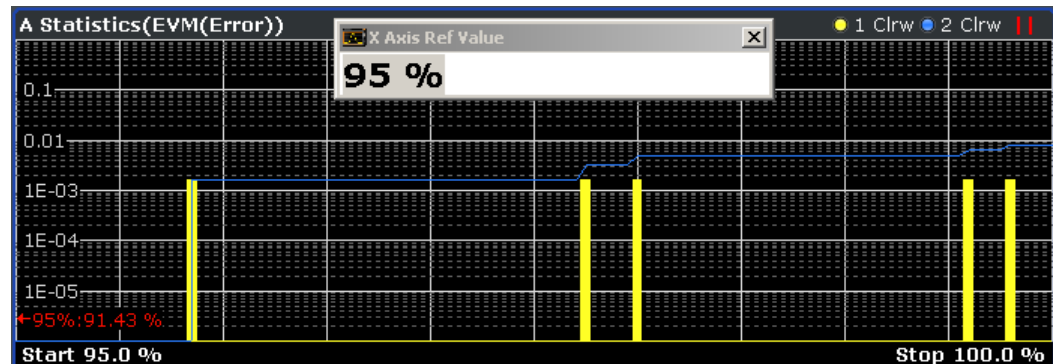 A Statistics(EVM(Error))
1 Clrw 2 Clrw
X Axis Ref Value
95 %
0.1
0.01
1E-03
1E-04
1E-05
←95%:91.43 %
Start 95.0 %
Stop 100.0 %